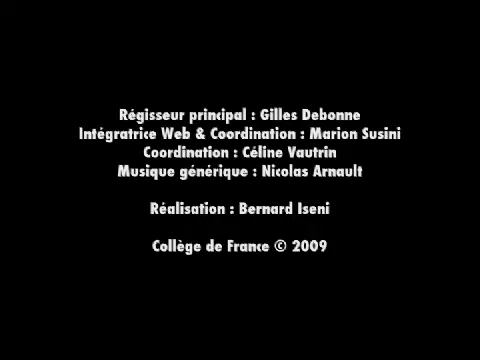 Régisseur principal : Gilles Debonne
Intégratrice Web & Coordination : Marion Susini
Coordination : Céline Vautrin
Musique générique : Nicolas Arnault
Réalisation : Bernard Iseni
Collège de France © 2009